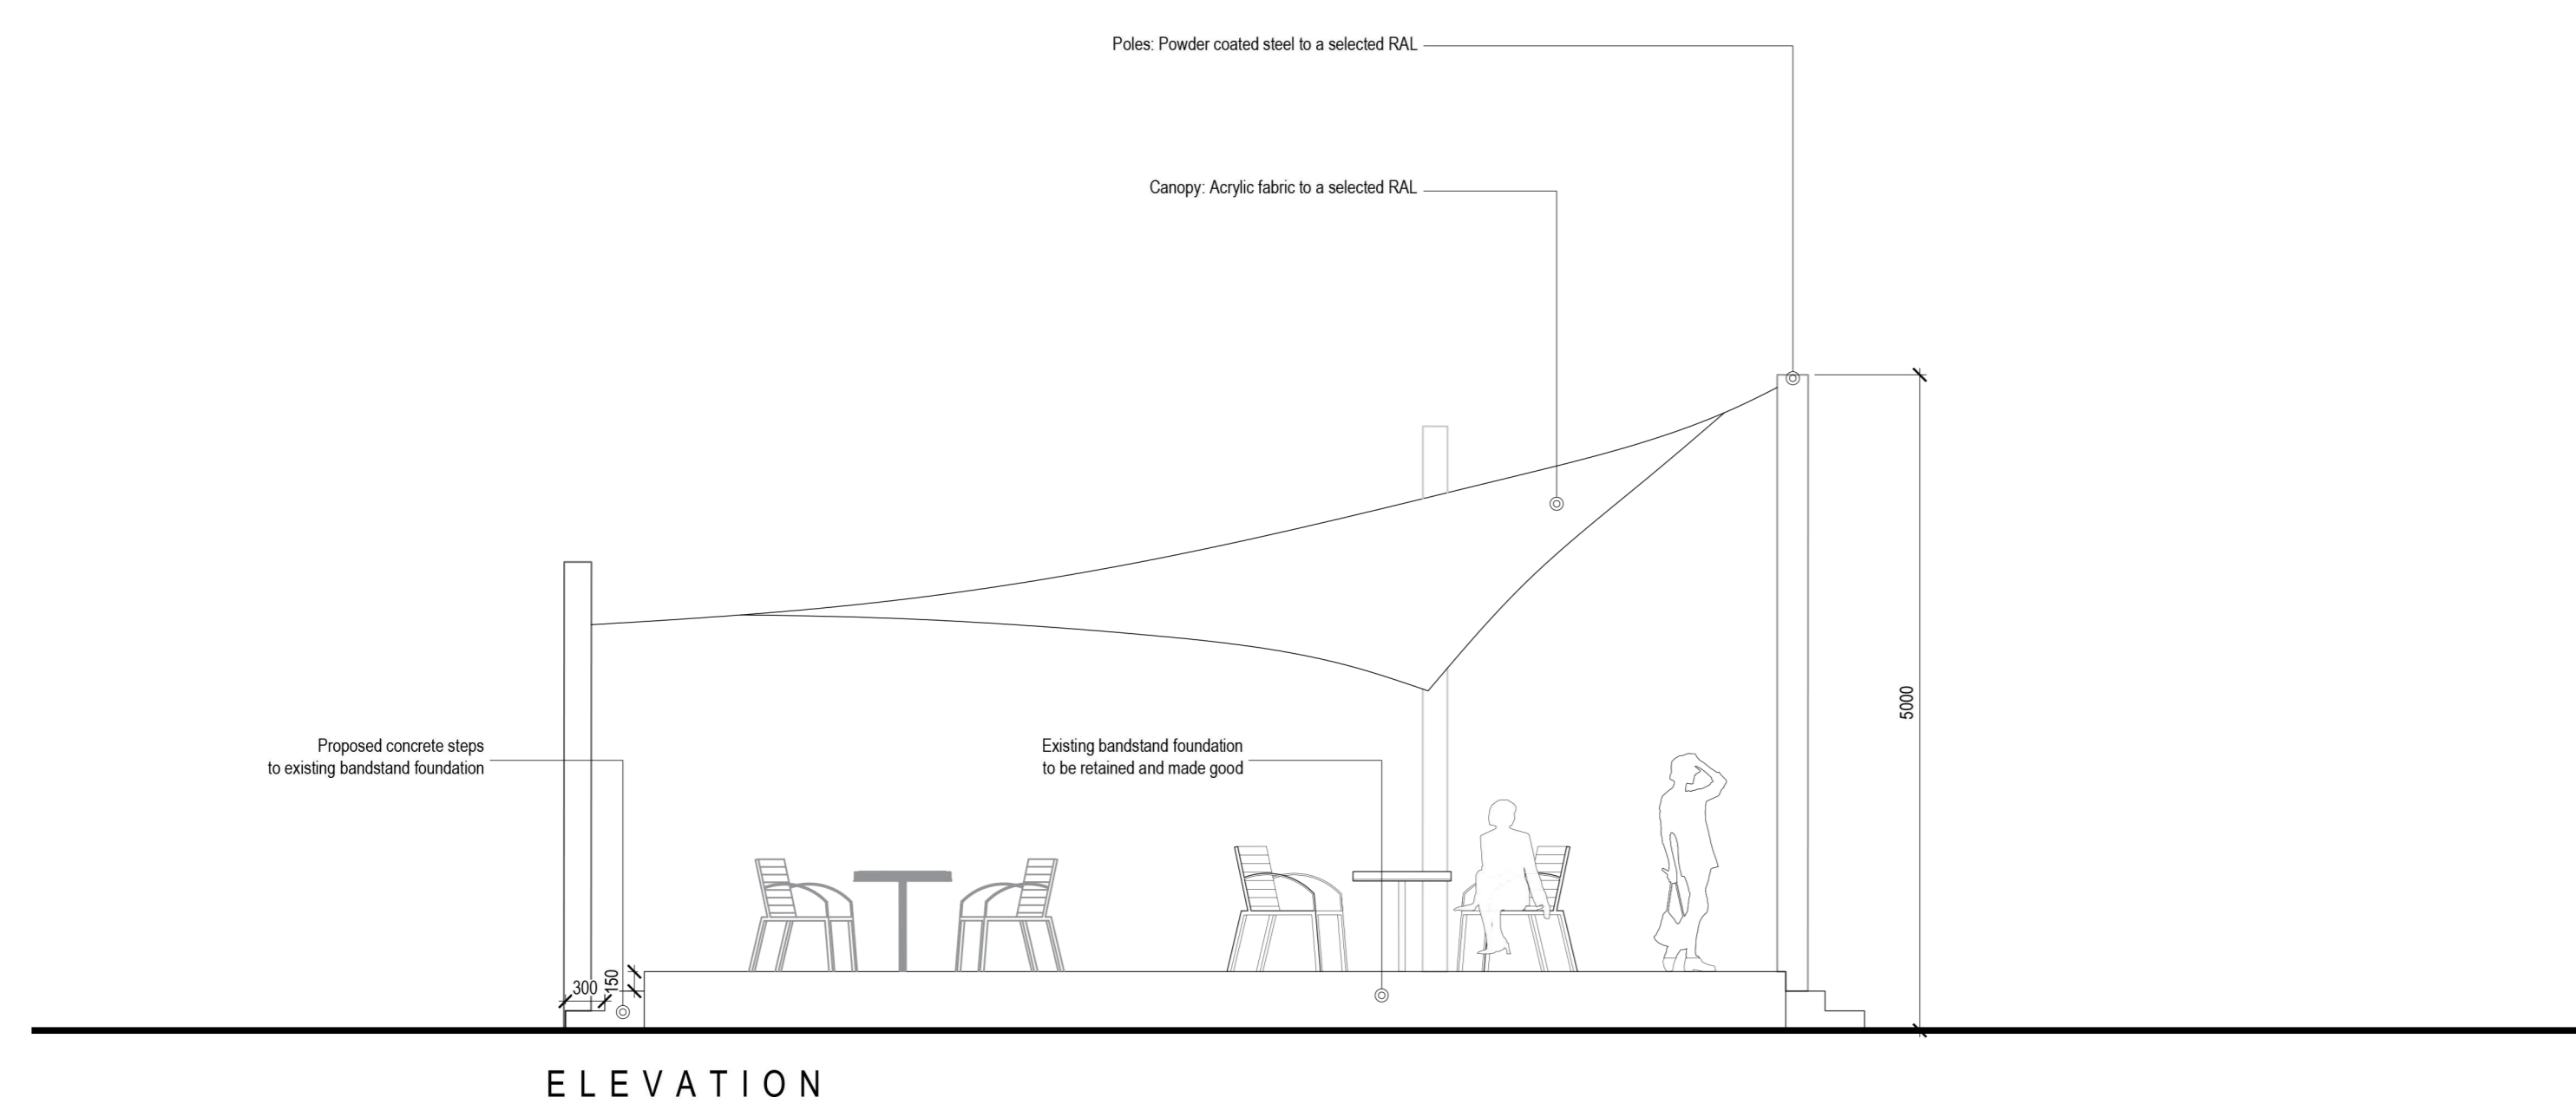 Poles: Powder coated steel to a selected RAL
Canopy: Acrylic fabric to a selected RAL
5000
Proposed concrete steps
to existing bandstand foundation
Existing bandstand foundation
to be retained and made good
300
150
ELEVATION